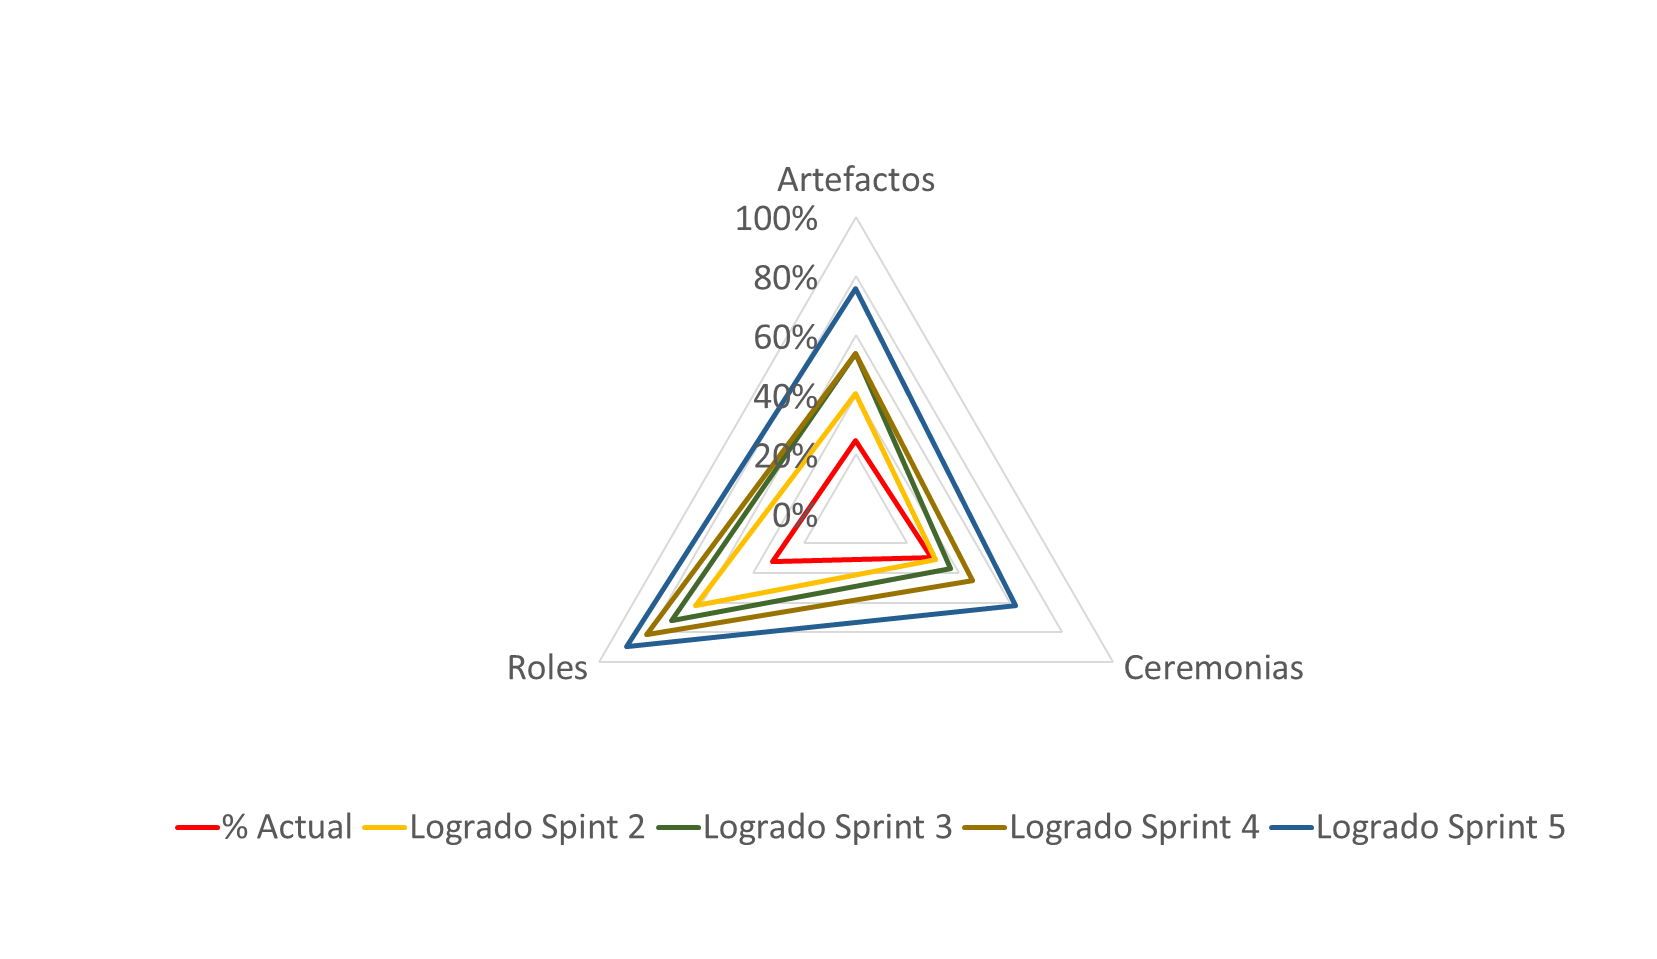 Artefactos
100%
80%
60%
40%
20%
0%
Roles
Ceremonias
% Actual Logrado Spint 2 Logrado Sprint 3 Logrado Sprint 4 Logrado Sprint 5